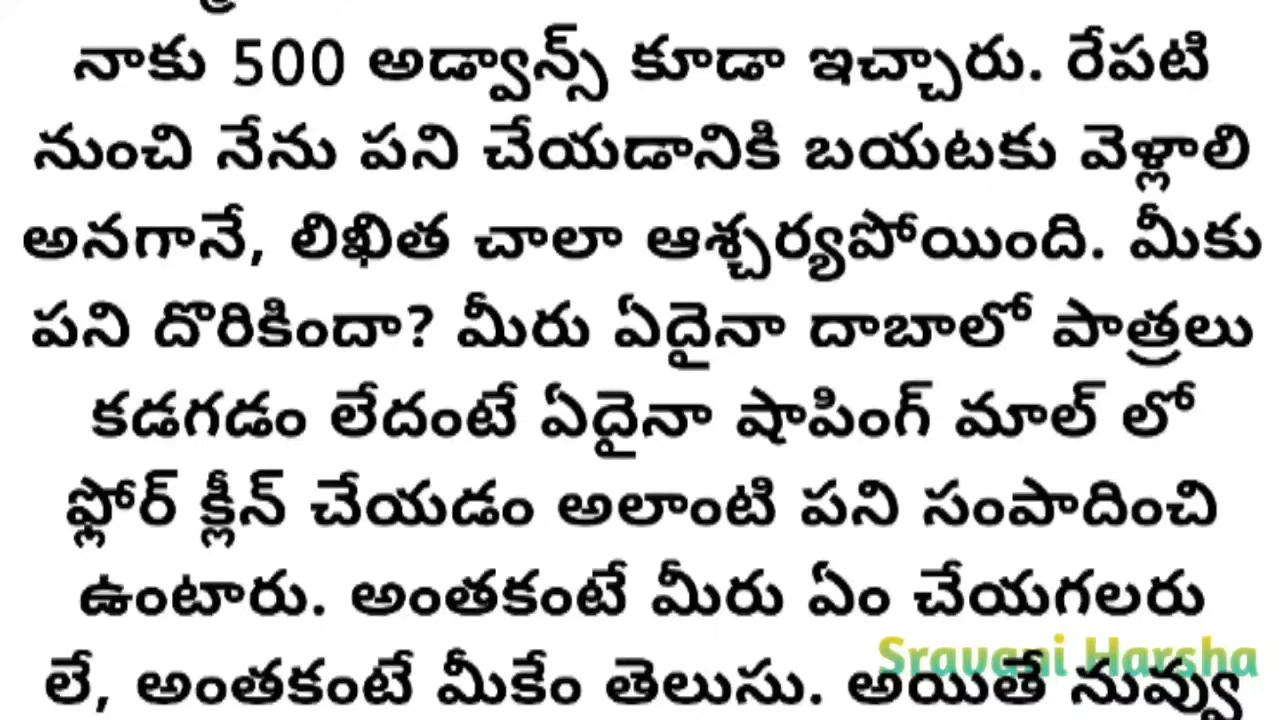 నాకు 500 అడ్వాన్స్ కూడా ఇచ్చారు. రేపటి
నుంచి నేను పని చేయడానికి బయటకు వెళ్లాలి
అనగానే, లిఖిత చాలా ఆశ్చర్యపోయింది. మీకు
పని దొరికిందా? మీరు ఏదైనా దాబాలో పాత్రలు
కడగడం లేదంటే ఏదైనా షాపింగ్ మాల్ లో
ఫ్లోర్ క్లీన్ చేయడం అలాంటి పని సంపాదించి
ఉంటారు. అంతకంటే మీరు ఏం చేయగలరు
లే, అంతకంటే మీకేం తెలుసు. అయితే నువ్వు
Sravani Harsha